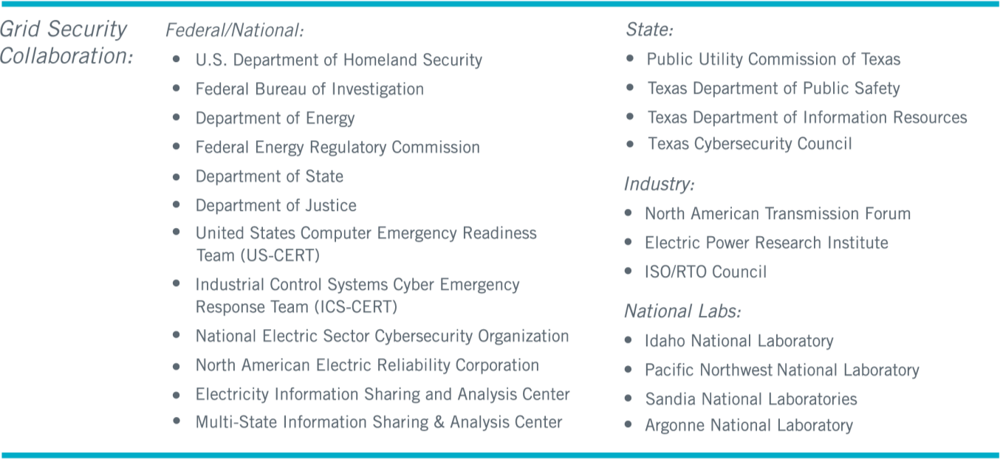 Grid Security
Collaboration:
Federal/National:
• U.S. Department of Homeland Security
• Federal Bureau of Investigation
• Department of Energy
• Federal Energy Regulatory Commission
• Department of State
• Department of Justice
• United States Computer Emergency Readiness
Team (US-CERT)
• Industrial Control Systems Cyber Emergency
Response Team (ICS-CERT)
• National Electric Sector Cybersecurity Organization
• North American Electric Reliability Corporation
• Electricity Information Sharing and Analysis Center
• Multi-State Information Sharing & Analysis Center
State:
• Public Utility Commission of Texas
• Texas Department of Public Safety
• Texas Department of Information Resources
• Texas Cybersecurity Council
Industry:
• North American Transmission Forum
• Electric Power Research Institute
• ISO/RTO Council
National Labs:
• Idaho National Laboratory
• Pacific Northwest National Laboratory
• Sandia National Laboratories
• Argonne National Laboratory